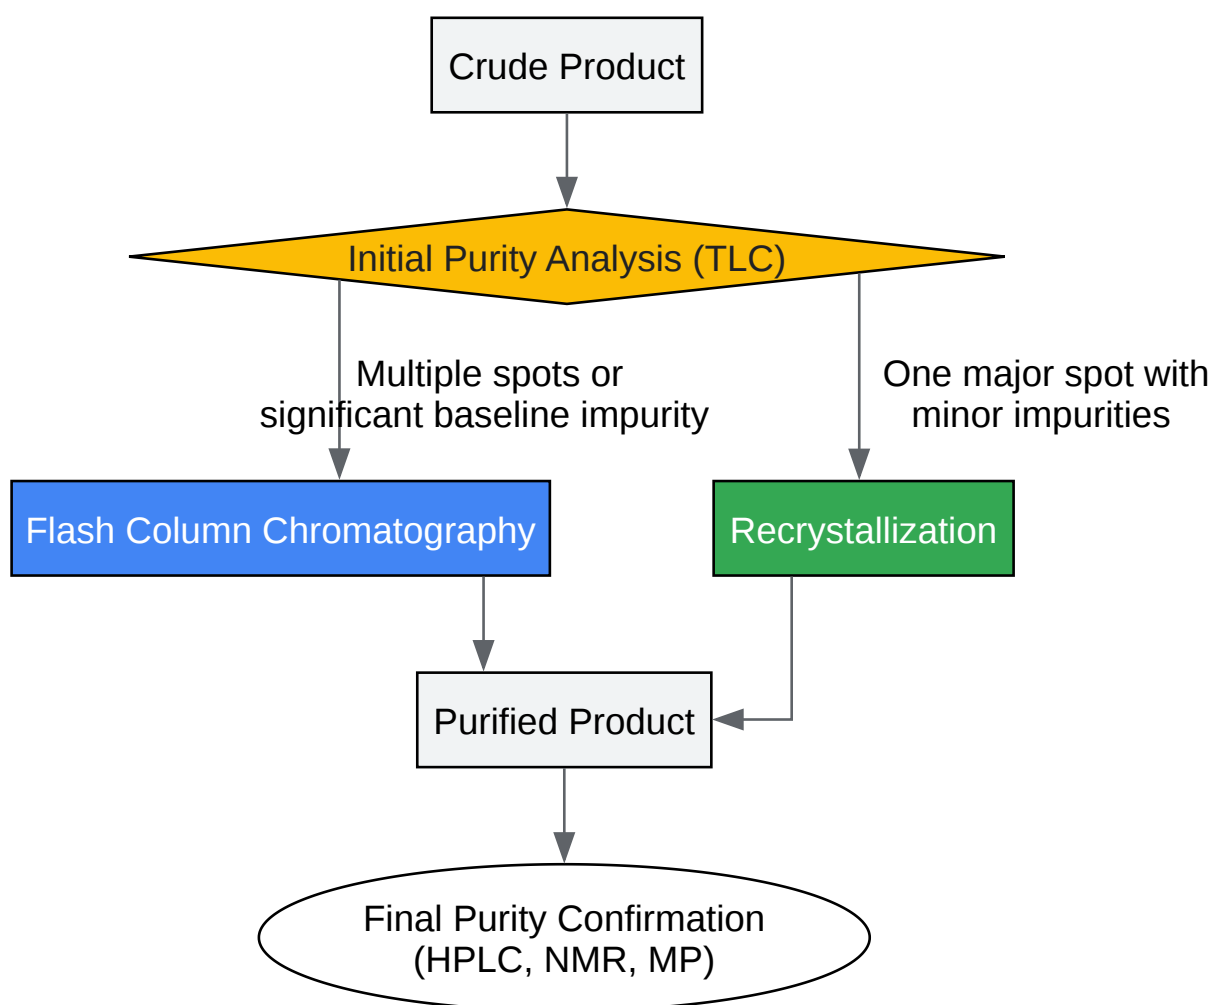 Crude Product
Initial Purity Analysis (TLC)
Multiple spots or
significant baseline impurity
One major spot with
minor impurities
Flash Column Chromatography
Recrystallization
Purified Product
Final Purity Confirmation
(HPLC, NMR, MP)